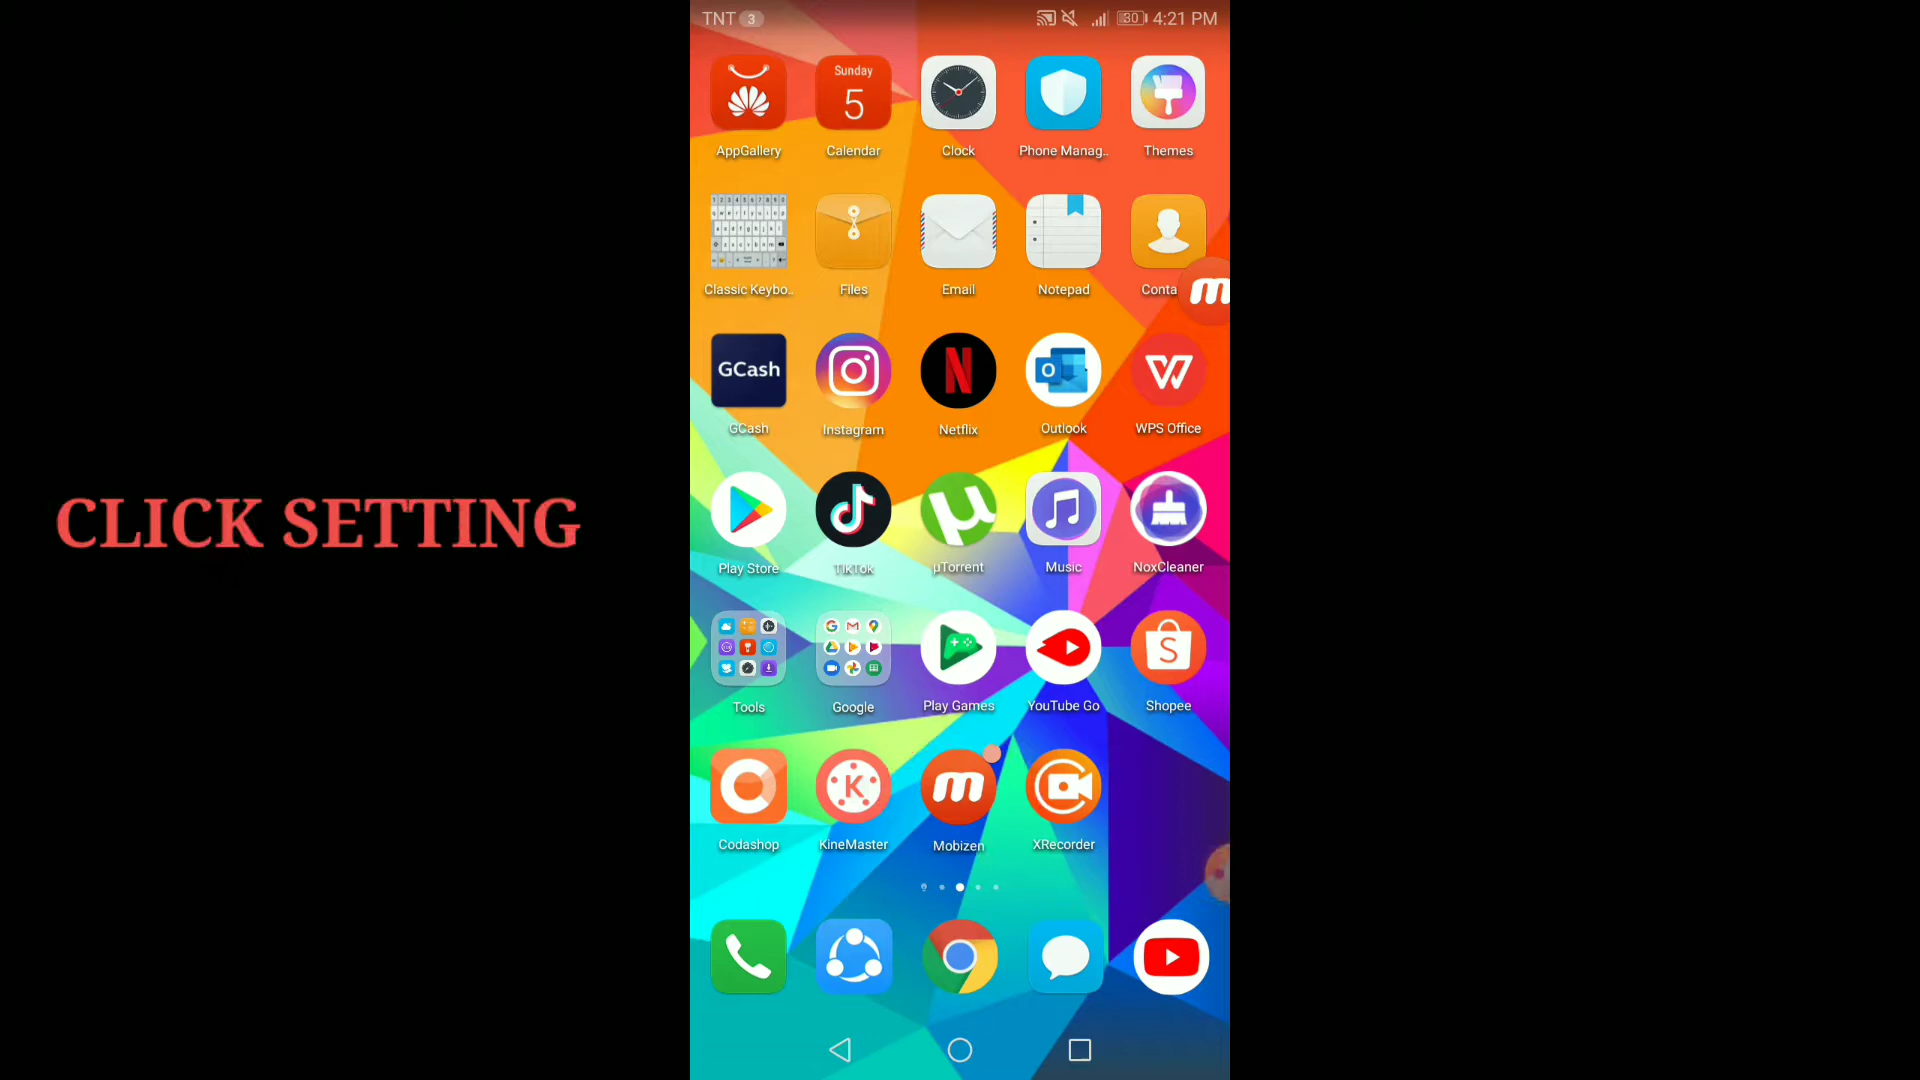 TNT 3
30 4:21 PM
Sunday
5
AppGallery Calendar Clock Phone Manag.. Themes
Classic Keybo.. Files Email Notepad Conta
m
GCash
GCash Instagram Netflix Outlook WPS Office
CLICK SETTING
Play Store TikTok µTorrent Music NoxCleaner
Tools Google Play Games YouTube Go Shopee
Codashop KineMaster Mobizen XRecorder